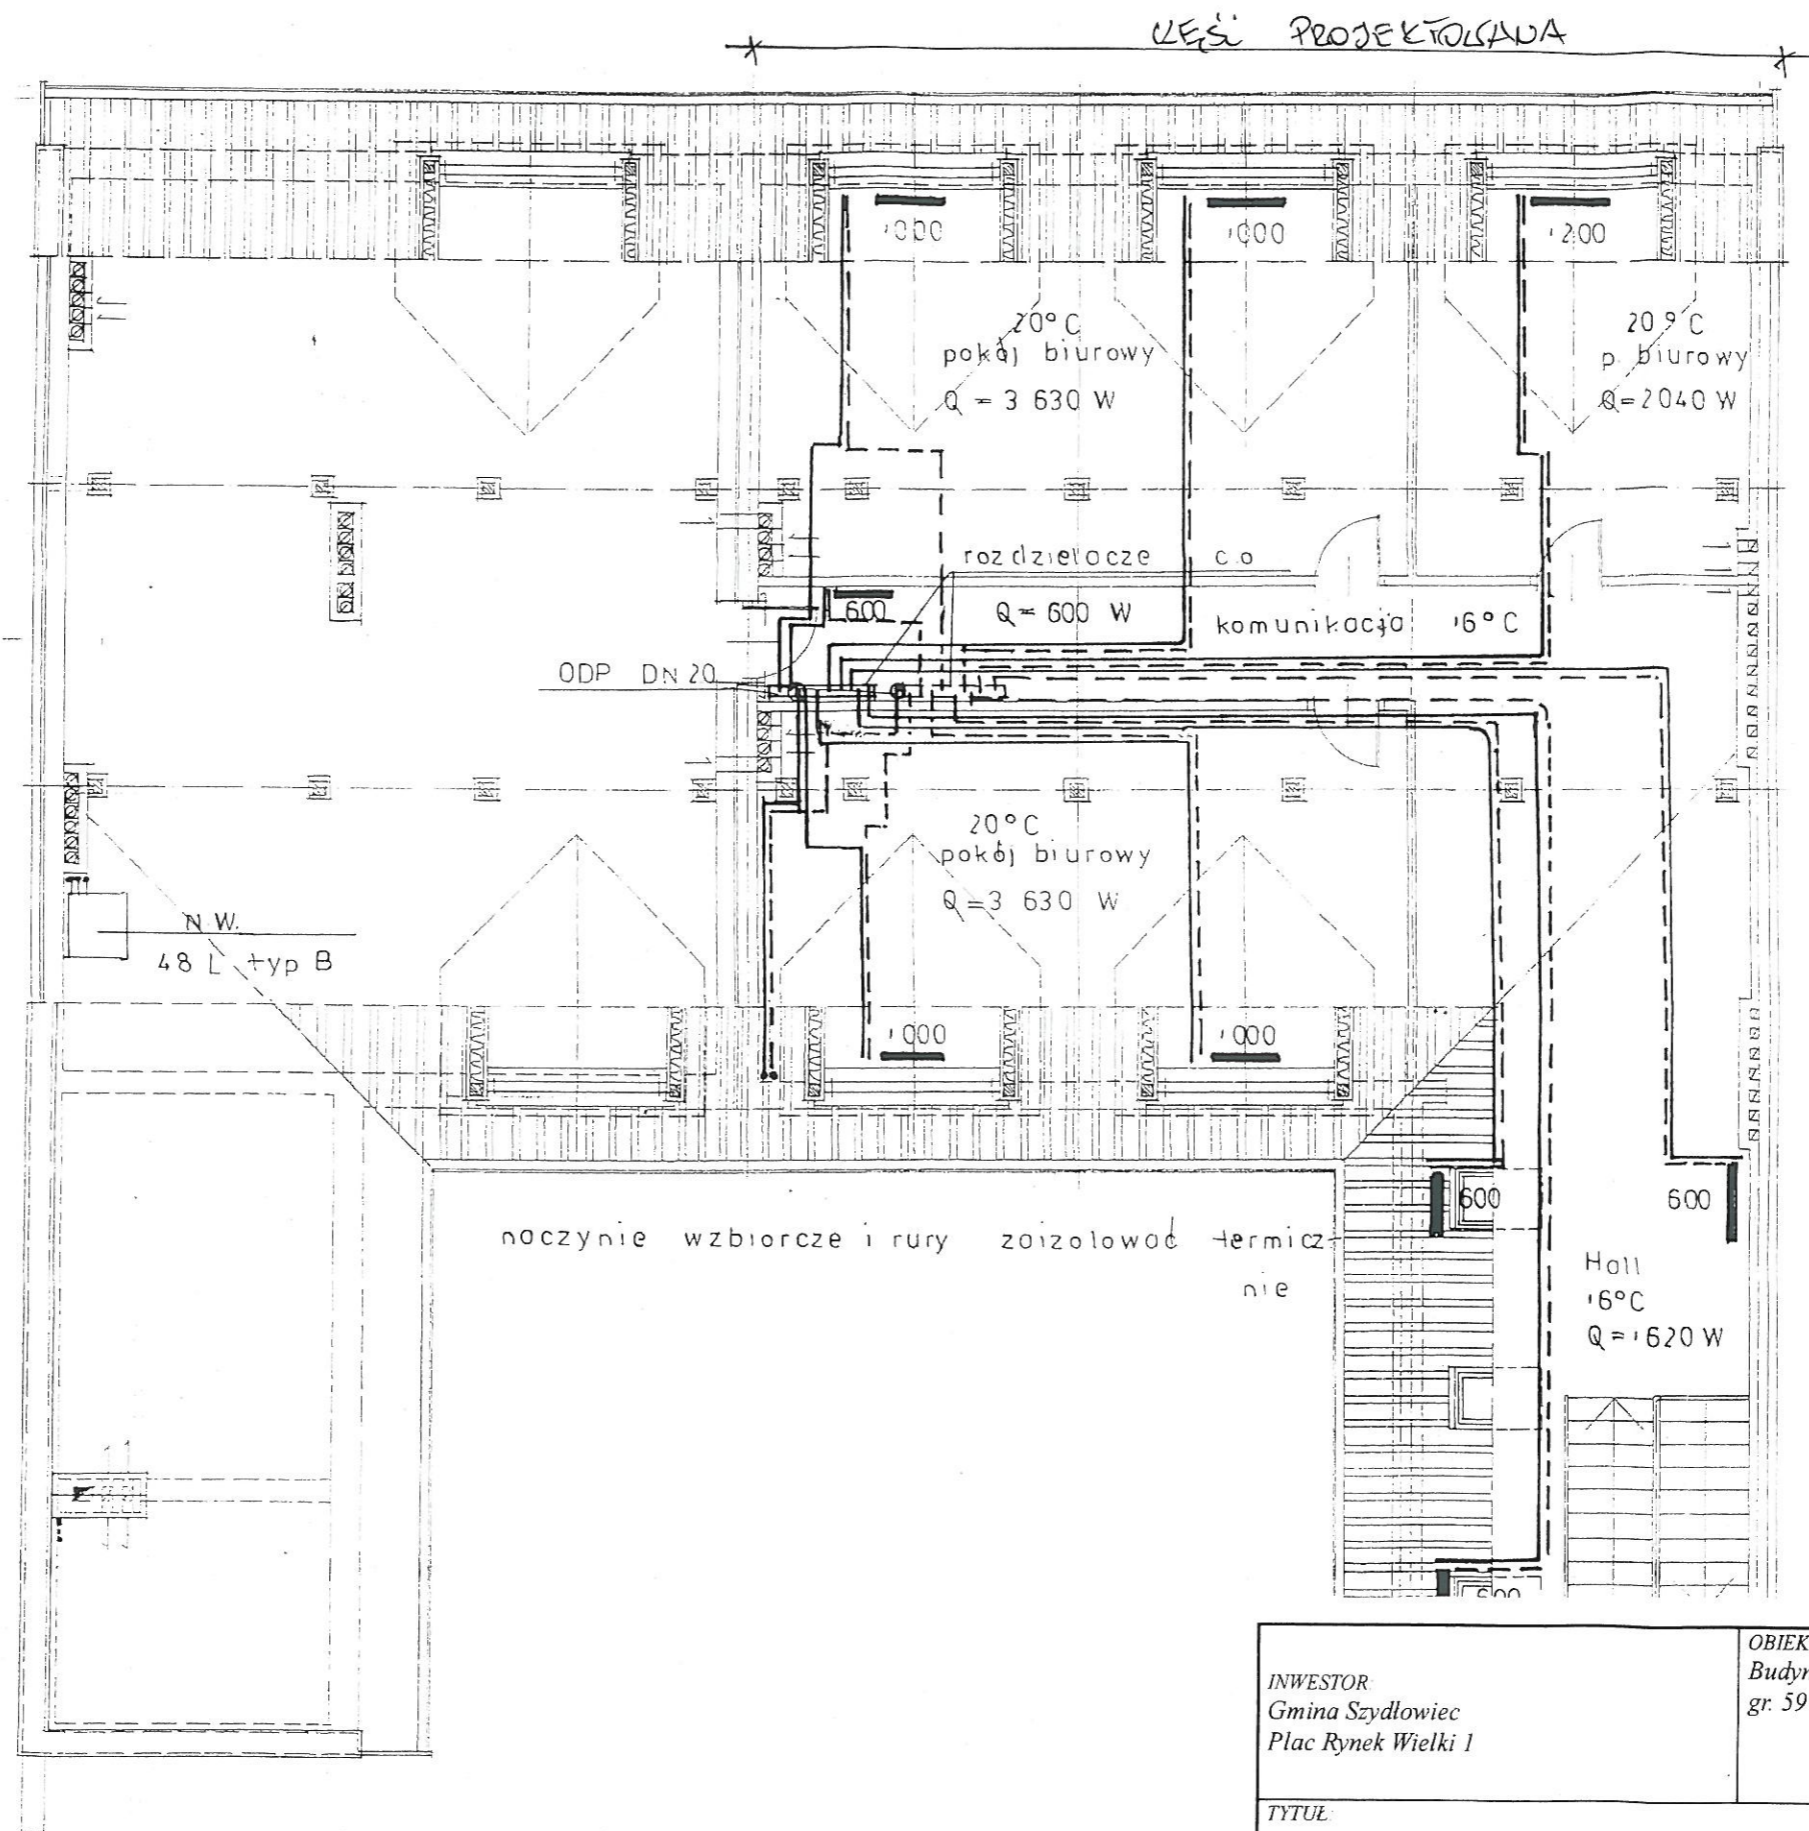 CZĘŚĆ PROJEKTOWANA
1000
1000
1200
20°C
pokój biurowy
Q = 3 630 W
20°C
p. biurowy
Q=2040 W
rozdzielacze c.o
600
Q = 600 W
komunikacja 16°C
ODP DN 20
20°C
pokój biurowy
Q = 3 630 W
N.W.
48 L typ B
1000
1000
600
600
naczynie wzbiorcze i rury zaizolować termicz-
nie
Hall
16°C
Q = 1620 W
600
INWESTOR:
Gmina Szydłowiec
Plac Rynek Wielki 1
OBIEK
Budyn
gr. 59
TYTUŁ: